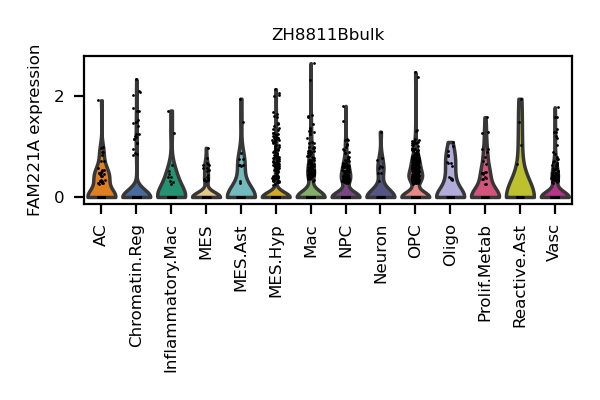 ZH8811Bbulk
FAM221A expression
2
0
AC
Chromatin.Reg
Inflammatory.Mac
MES
MES.Ast
MES.Hyp
Mac
NPC
Neuron
OPC
Oligo
Prolif.Metab
Reactive.Ast
Vasc